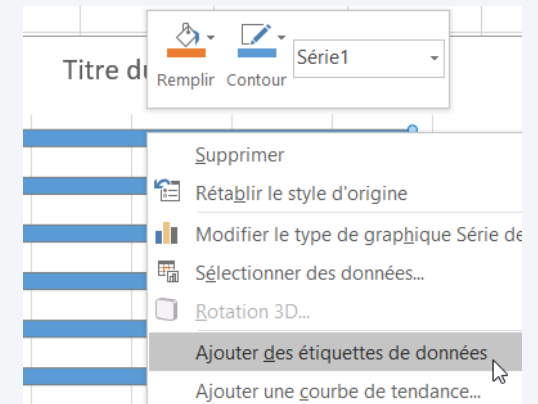 Titre du
Remplir Contour Série1
Supprimer
Rétablir le style d'origine
Modifier le type de graphique Série de
Sélectionner des données...
Rotation 3D...
Ajouter des étiquettes de données
Ajouter une courbe de tendance...